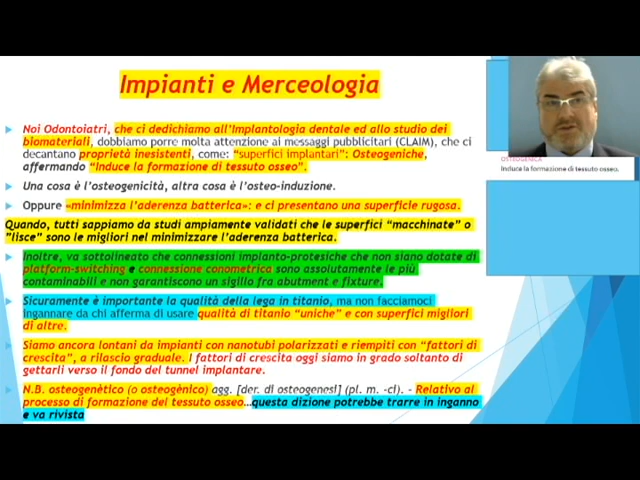 Impianti e Merceologia
Noi Odontoiatri, che ci dedichiamo all'Implantologia dentale ed allo studio dei
biomateriali, dobbiamo porre molta attenzione ai messaggi pubblicitari (CLAIM), che ci
decantano proprietà inesistenti, come: "superfici implantari": Osteogeniche,
affermando "Induce la formazione di tessuto osseo".
Una cosa è l'osteogenicità, altra cosa è l'osteo-induzione.
Oppure «minimizza l'aderenza batterica»: e ci presentano una superficie rugosa.
Quando, tutti sappiamo da studi ampiamente validati che le superfici "macchinate" o
"lisce" sono le migliori nel minimizzare l'aderenza batterica.
Inoltre, va sottolineato che connessioni implanto-protesiche che non siano dotate di
platform-switching e connessione conometrica sono assolutamente le più
contaminabili e non garantiscono un sigillo fra abutment e fixture.
Sicuramente è importante la qualità della lega in titanio, ma non facciamoci
ingannare da chi afferma di usare qualità di titanio "uniche" e con superfici migliori
di altre.
Siamo ancora lontani da impianti con nanotubi polarizzati e riempiti con "fattori di
crescita", a rilascio graduale. I fattori di crescita oggi siamo in grado soltanto di
gettarli verso il fondo del tunnel implantare.
N.B. osteogenètico (o osteogènico) agg. [der. di osteogenesi] (pl. m. -ci). - Relativo al
processo di formazione del tessuto osseo…questa dizione potrebbe trarre in inganno
e va rivista
OSTEOGENICA
Induce la formazione di tessuto osseo.